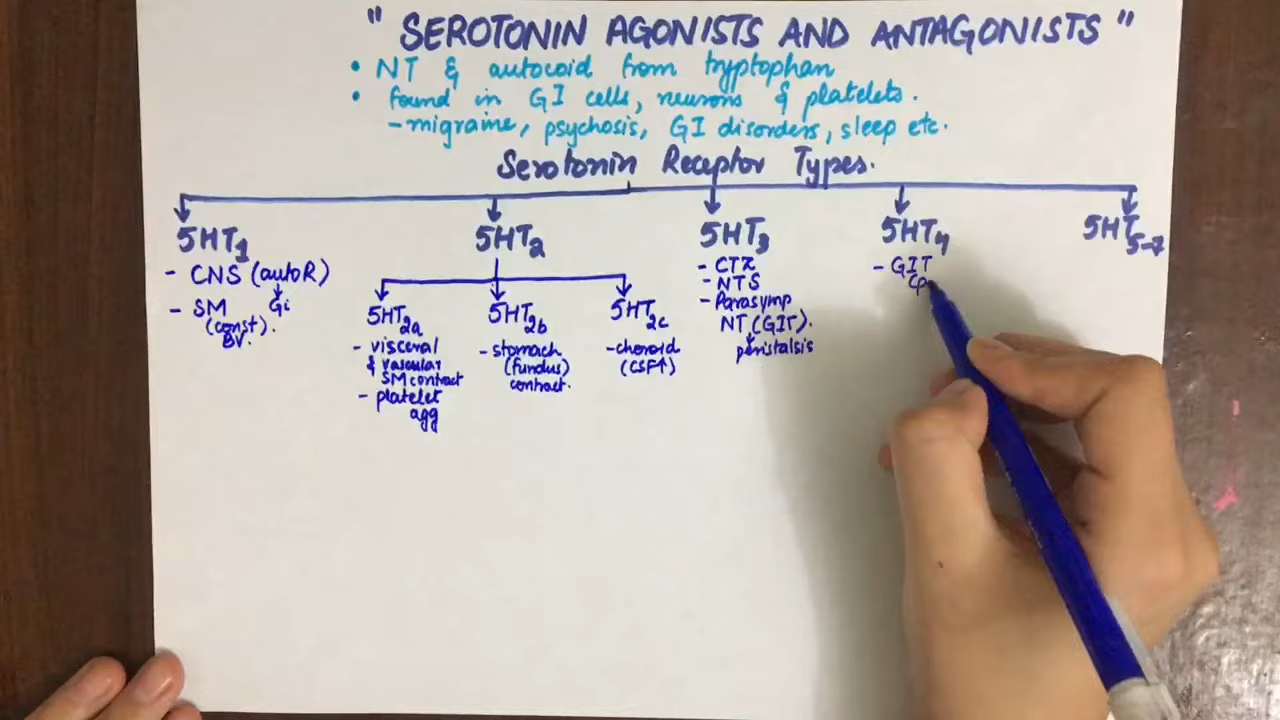 " SEROTONIN AGONISTS AND ANTAGONISTS "
• NT & autocoid from tryptophan
• found in GI cells, neurons & platelets.
- migraine, psychosis, GI disorders, sleep etc.
Serotonin Receptor Types.
5HT1
- CNS (autoR)
Gi
- SM
(const).
BV.
5HT2
5HT2a
- visceral
& vascular
SM contract
- platelet
agg
5HT2b
- stomach
(fundus)
contract.
5HT2c
- choroid
(CSF↑)
5HT3
- CTZ
- NTS
- Parasymp
NT (GIT).
peristalsis
5HT4
- GIT
5HT5-7